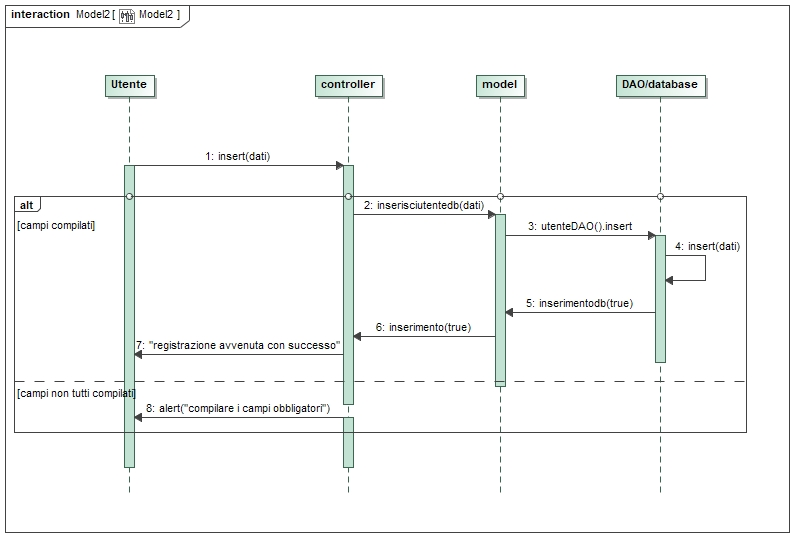 interaction Model2 [ Model2 ]
Utente
controller
model
DAO/database
1: insert(dati)
alt
2: inserisciutentedb(dati)
[campi compilati]
3: utenteDAO().insert
4: insert(dati)
5: inserimentodb(true)
6: inserimento(true)
7: "registrazione avvenuta con successo"
[campi non tutti compilati]
8: alert("compilare i campi obbligatori")